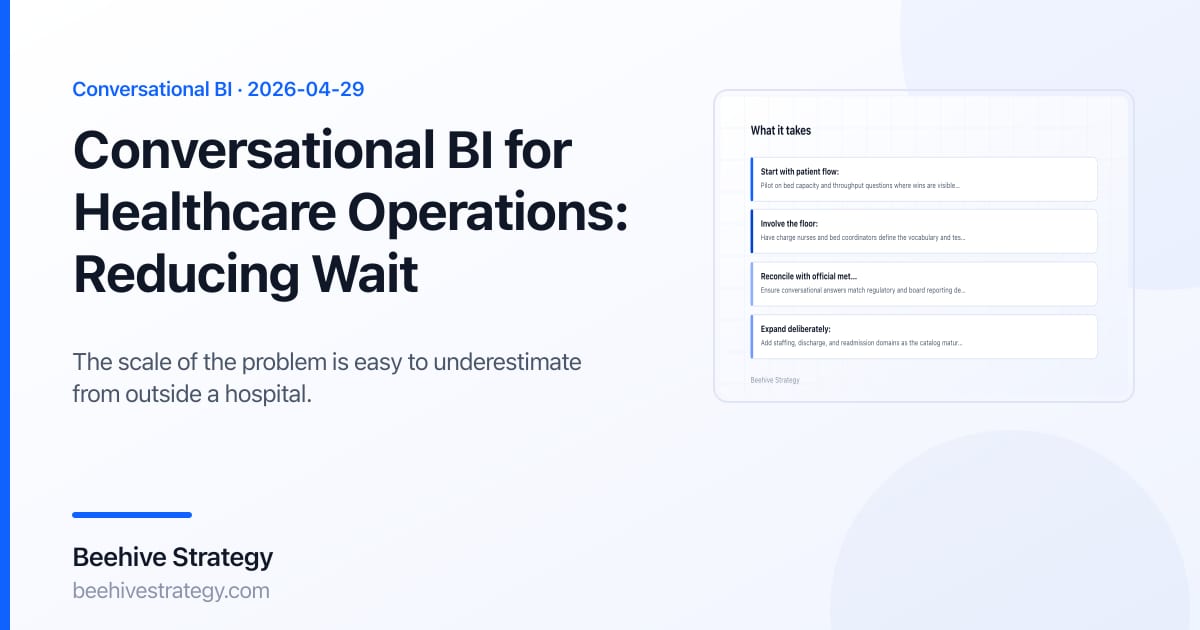 Conversational BI · 2026-04-29
Conversational BI for
Healthcare Operations:
Reducing Wait
The scale of the problem is easy to underestimate
from outside a hospital.
Beehive Strategy
beehivestrategy.com
What it takes
Start with patient flow:
Pilot on bed capacity and throughput questions where wins are visible...
Involve the floor:
Have charge nurses and bed coordinators define the vocabulary and tes...
Reconcile with official met...
Ensure conversational answers match regulatory and board reporting de...
Expand deliberately:
Add staffing, discharge, and readmission domains as the catalog matur...
Beehive Strategy